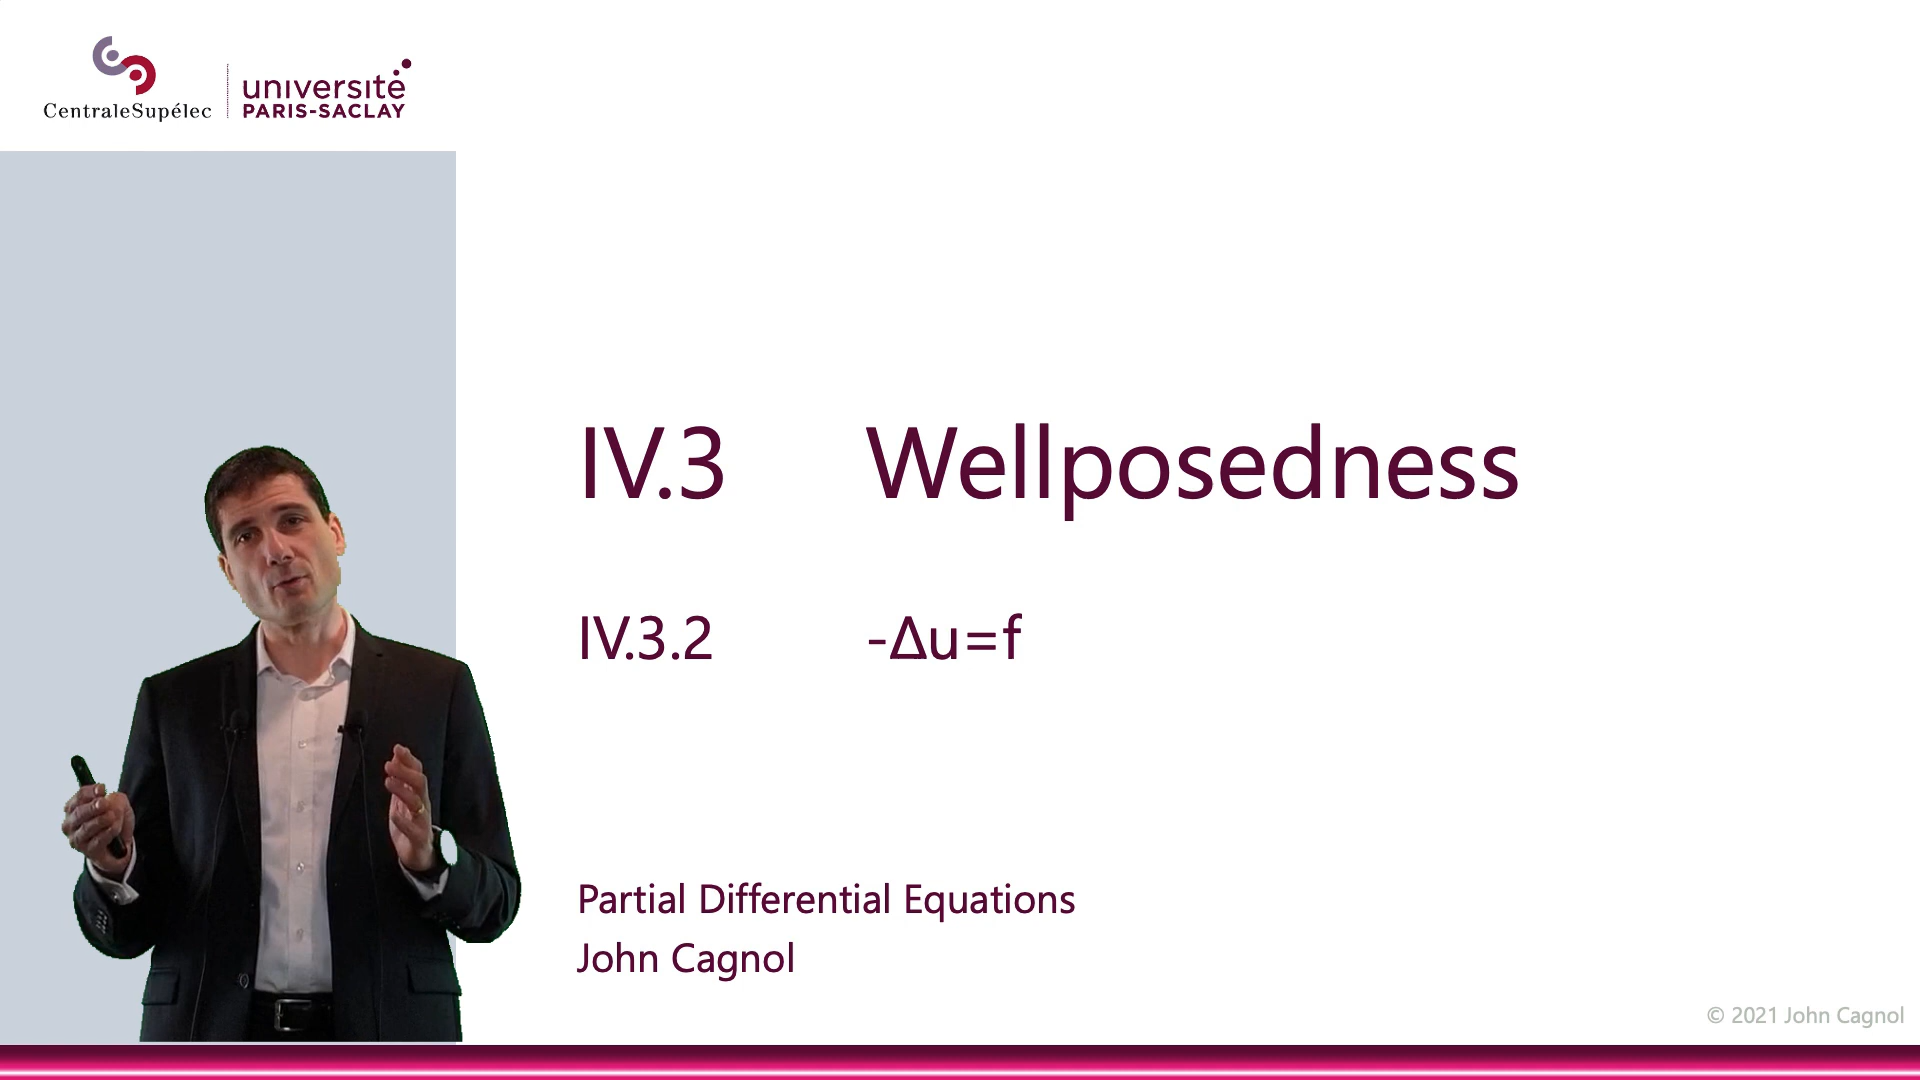 CentraleSupélec
université
PARIS-SACLAY
IV.3 Wellposedness
IV.3.2 -Δu=f
Partial Differential Equations
John Cagnol
© 2021 John Cagnol